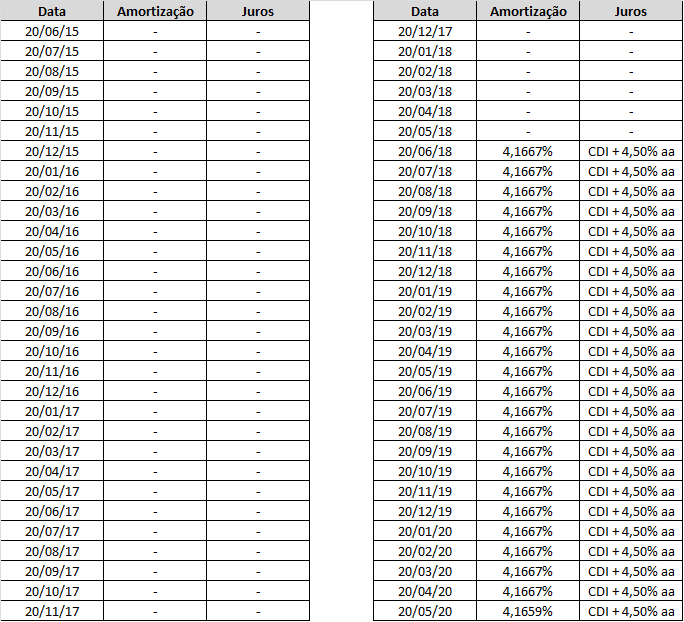 Data Amortização Juros
20/06/15 - -
20/07/15 - -
20/08/15 - -
20/09/15 - -
20/10/15 - -
20/11/15 - -
20/12/15 - -
20/01/16 - -
20/02/16 - -
20/03/16 - -
20/04/16 - -
20/05/16 - -
20/06/16 - -
20/07/16 - -
20/08/16 - -
20/09/16 - -
20/10/16 - -
20/11/16 - -
20/12/16 - -
20/01/17 - -
20/02/17 - -
20/03/17 - -
20/04/17 - -
20/05/17 - -
20/06/17 - -
20/07/17 - -
20/08/17 - -
20/09/17 - -
20/10/17 - -
20/11/17 - -
Data Amortização Juros
20/12/17 - -
20/01/18 - -
20/02/18 - -
20/03/18 - -
20/04/18 - -
20/05/18 - -
20/06/18 4,1667% CDI + 4,50% aa
20/07/18 4,1667% CDI + 4,50% aa
20/08/18 4,1667% CDI + 4,50% aa
20/09/18 4,1667% CDI + 4,50% aa
20/10/18 4,1667% CDI + 4,50% aa
20/11/18 4,1667% CDI + 4,50% aa
20/12/18 4,1667% CDI + 4,50% aa
20/01/19 4,1667% CDI + 4,50% aa
20/02/19 4,1667% CDI + 4,50% aa
20/03/19 4,1667% CDI + 4,50% aa
20/04/19 4,1667% CDI + 4,50% aa
20/05/19 4,1667% CDI + 4,50% aa
20/06/19 4,1667% CDI + 4,50% aa
20/07/19 4,1667% CDI + 4,50% aa
20/08/19 4,1667% CDI + 4,50% aa
20/09/19 4,1667% CDI + 4,50% aa
20/10/19 4,1667% CDI + 4,50% aa
20/11/19 4,1667% CDI + 4,50% aa
20/12/19 4,1667% CDI + 4,50% aa
20/01/20 4,1667% CDI + 4,50% aa
20/02/20 4,1667% CDI + 4,50% aa
20/03/20 4,1667% CDI + 4,50% aa
20/04/20 4,1667% CDI + 4,50% aa
20/05/20 4,1659% CDI + 4,50% aa